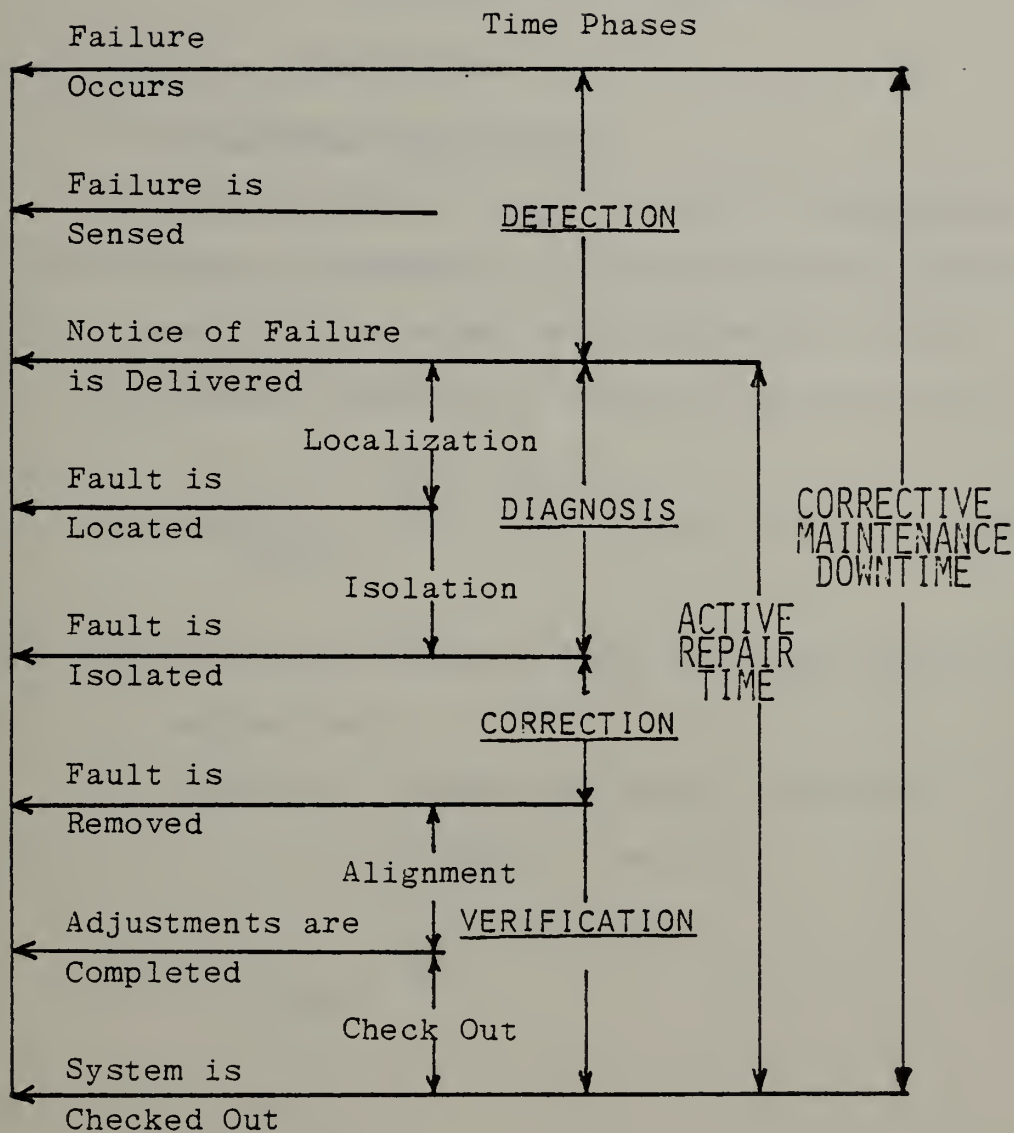 Time Phases
Failure
Occurs
Failure is
Sensed
DETECTION
Notice of Failure
is Delivered
Localization
Fault is
Located
DIAGNOSIS
CORRECTIVE
MAINTENANCE
DOWNTIME
Isolation
Fault is
Isolated
ACTIVE
REPAIR
TIME
CORRECTION
Fault is
Removed
Alignment
Adjustments are
Completed
VERIFICATION
Check Out
System is
Checked Out